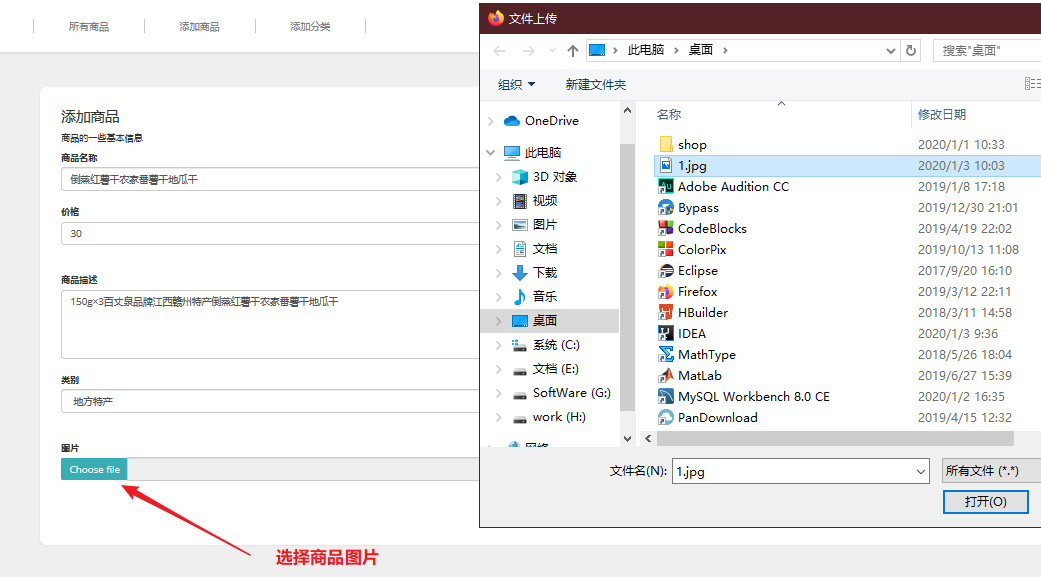 所有商品
添加商品
添加分类
添加商品
商品的一些基本信息
商品名称
倒蒸红薯干农家番薯干地瓜干
价格
30
商品描述
150g×3百丈泉品牌江西赣州特产倒蒸红薯干农家番薯干地瓜干
类别
地方特产
图片
Choose file
选择商品图片
文件上传
此电脑 › 桌面 ›
搜索"桌面"
组织
新建文件夹
OneDrive
此电脑
3D 对象
视频
图片
文档
下载
音乐
桌面
系统 (C:)
文档 (E:)
SoftWare (G:)
work (H:)
网络
名称 修改日期
shop 2020/1/1 10:33
1.jpg 2020/1/3 10:03
Adobe Audition CC 2019/1/8 17:18
Bypass 2019/12/30 21:01
CodeBlocks 2019/4/19 22:02
ColorPix 2019/10/13 11:08
Eclipse 2017/9/20 16:10
Firefox 2019/3/12 22:11
HBuilder 2018/3/11 14:58
IDEA 2020/1/3 9:36
MathType 2018/5/26 18:04
MatLab 2019/6/27 15:39
MySQL Workbench 8.0 CE 2020/1/2 16:35
PanDownload 2019/4/15 12:32
文件名(N): 1.jpg 所有文件 (*.*)
打开(O)